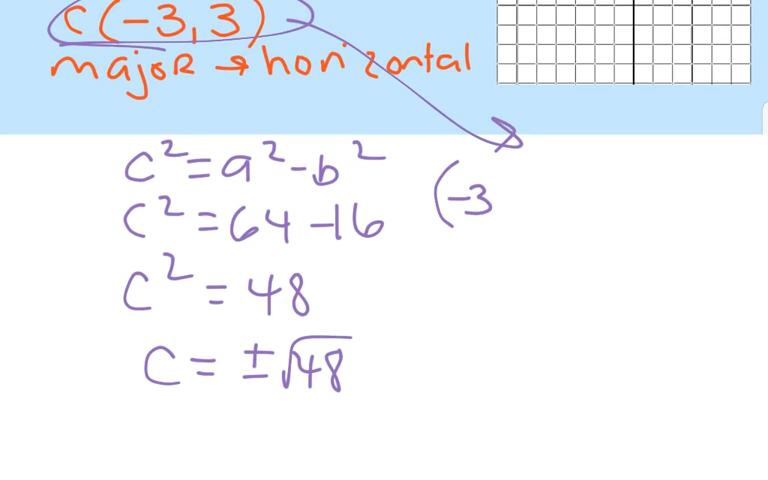 C(-3,3)
major → horizontal
c² = a² - b²
c² = 64 - 16
(-3
c² = 48
c = ±√48